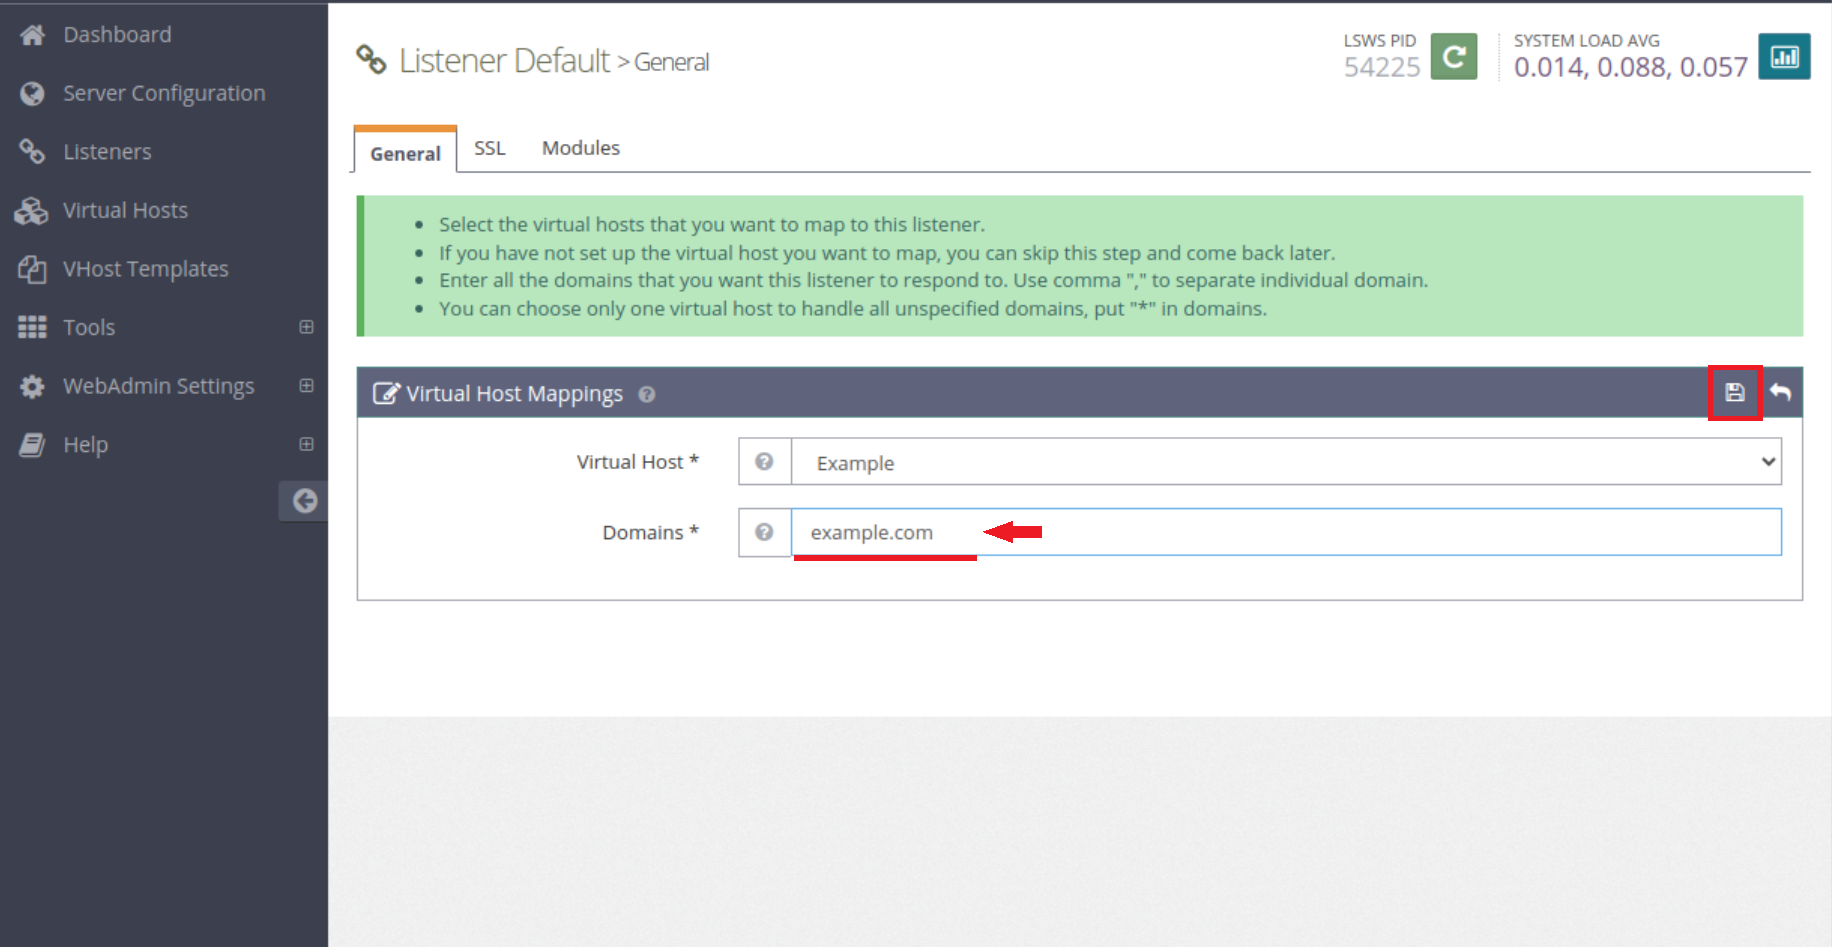 Dashboard
Server Configuration
Listeners
Virtual Hosts
VHost Templates
Tools
WebAdmin Settings
Help
Listener Default > General
LSWS PID
54225
SYSTEM LOAD AVG
0.014, 0.088, 0.057
General
SSL
Modules
Select the virtual hosts that you want to map to this listener.
If you have not set up the virtual host you want to map, you can skip this step and come back later.
Enter all the domains that you want this listener to respond to. Use comma "," to separate individual domain.
You can choose only one virtual host to handle all unspecified domains, put "*" in domains.
Virtual Host Mappings
Virtual Host *
Example
Domains *
example.com